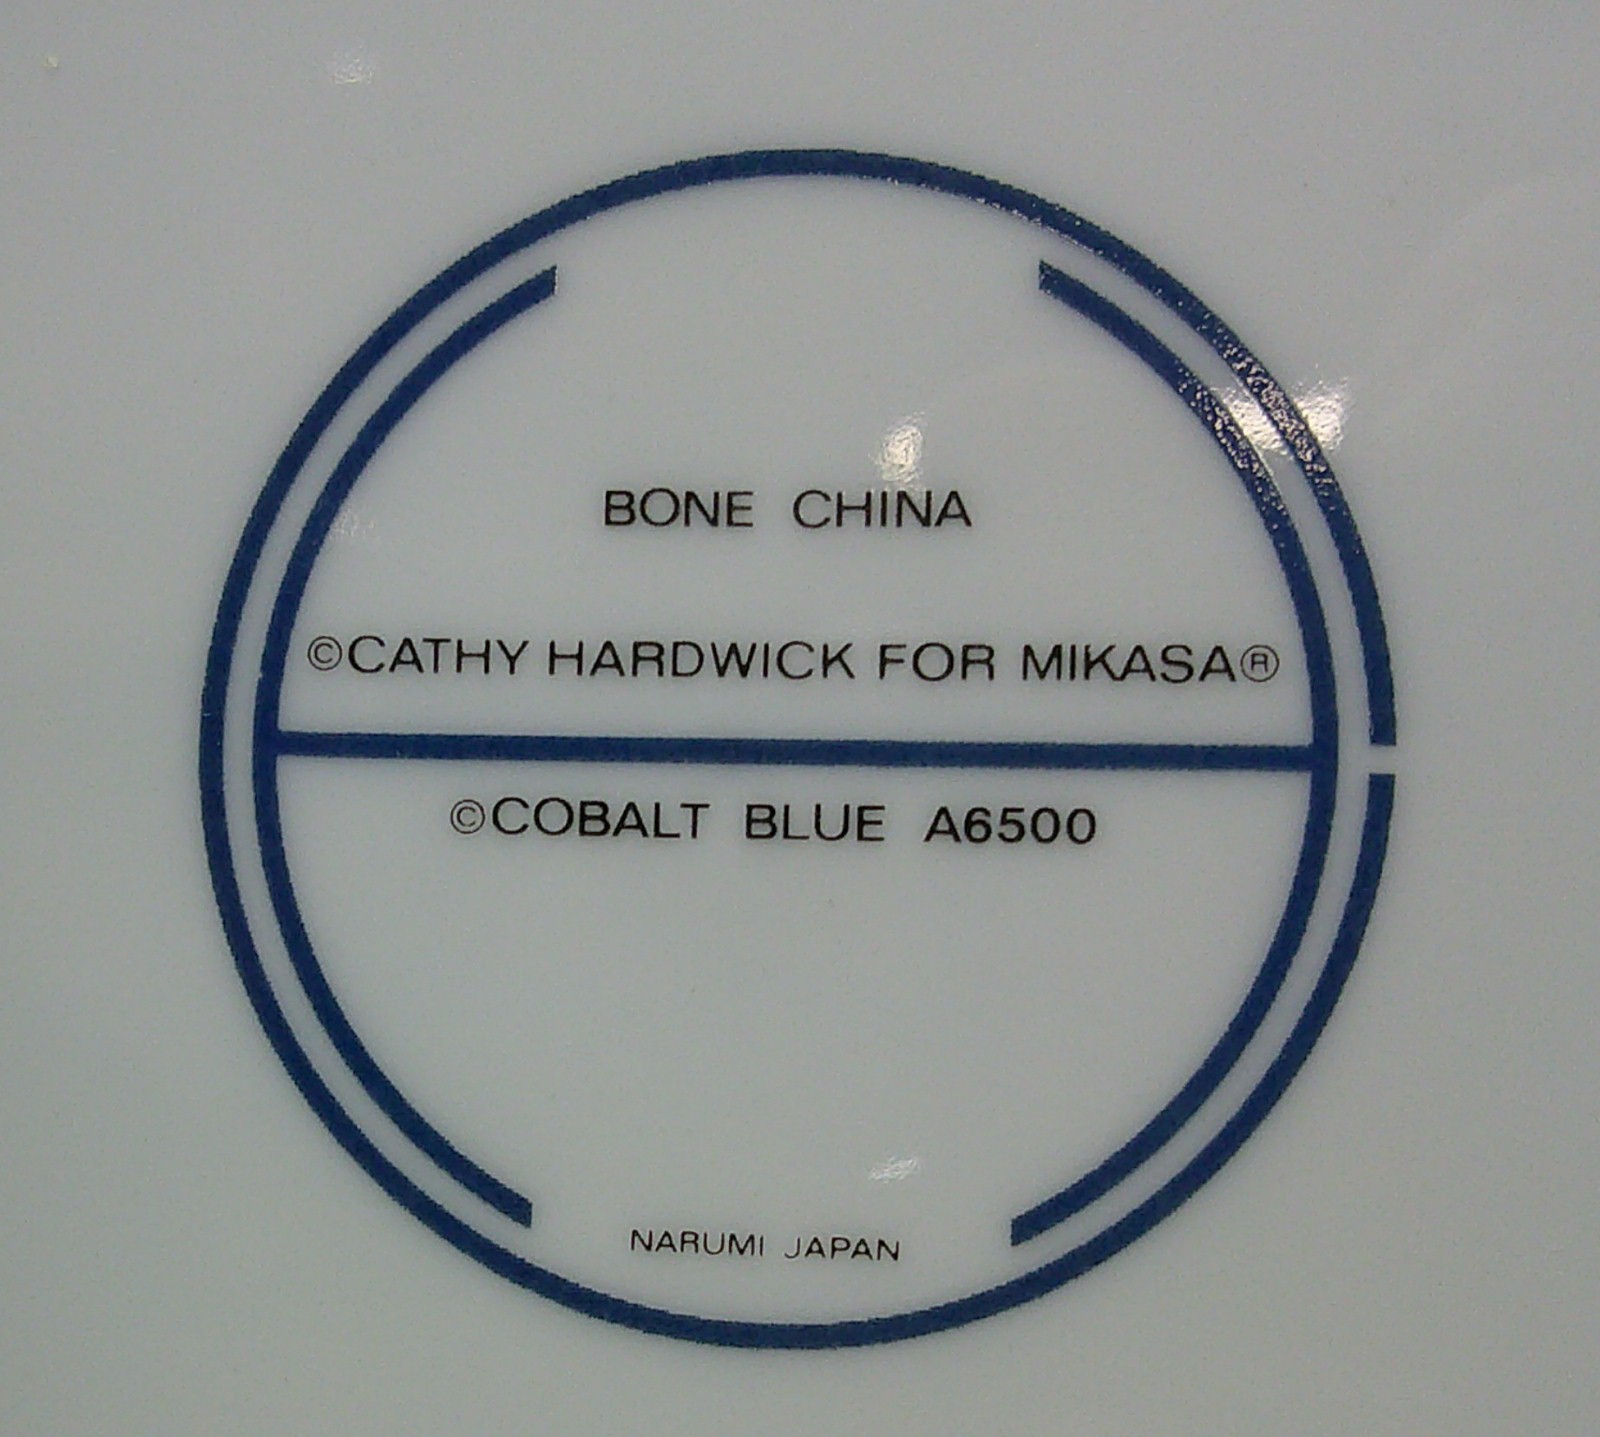 BONE CHINA
©CATHY HARDWICK FOR MIKASA®
©COBALT BLUE A6500
NARUMI JAPAN